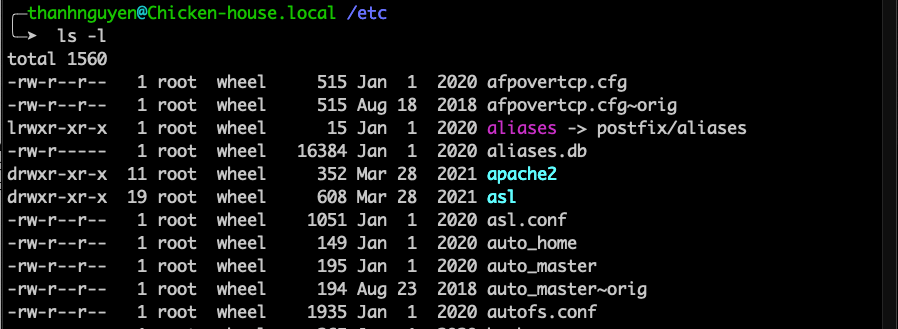 thanhnguyen@Chicken-house.local /etc
ls -l
total 1560
-rw-r--r--   1 root  wheel     515 Jan  1  2020 afpovertcp.cfg
-rw-r--r--   1 root  wheel     515 Aug 18  2018 afpovertcp.cfg~orig
lrwxr-xr-x   1 root  wheel      15 Jan  1  2020 aliases -> postfix/aliases
-rw-r-----   1 root  wheel   16384 Jan  1  2020 aliases.db
drwxr-xr-x  11 root  wheel     352 Mar 28  2021 apache2
drwxr-xr-x  19 root  wheel     608 Mar 28  2021 asl
-rw-r--r--   1 root  wheel    1051 Jan  1  2020 asl.conf
-rw-r--r--   1 root  wheel     149 Jan  1  2020 auto_home
-rw-r--r--   1 root  wheel     195 Jan  1  2020 auto_master
-rw-r--r--   1 root  wheel     194 Aug 23  2018 auto_master~orig
-rw-r--r--   1 root  wheel    1935 Jan  1  2020 autofs.conf